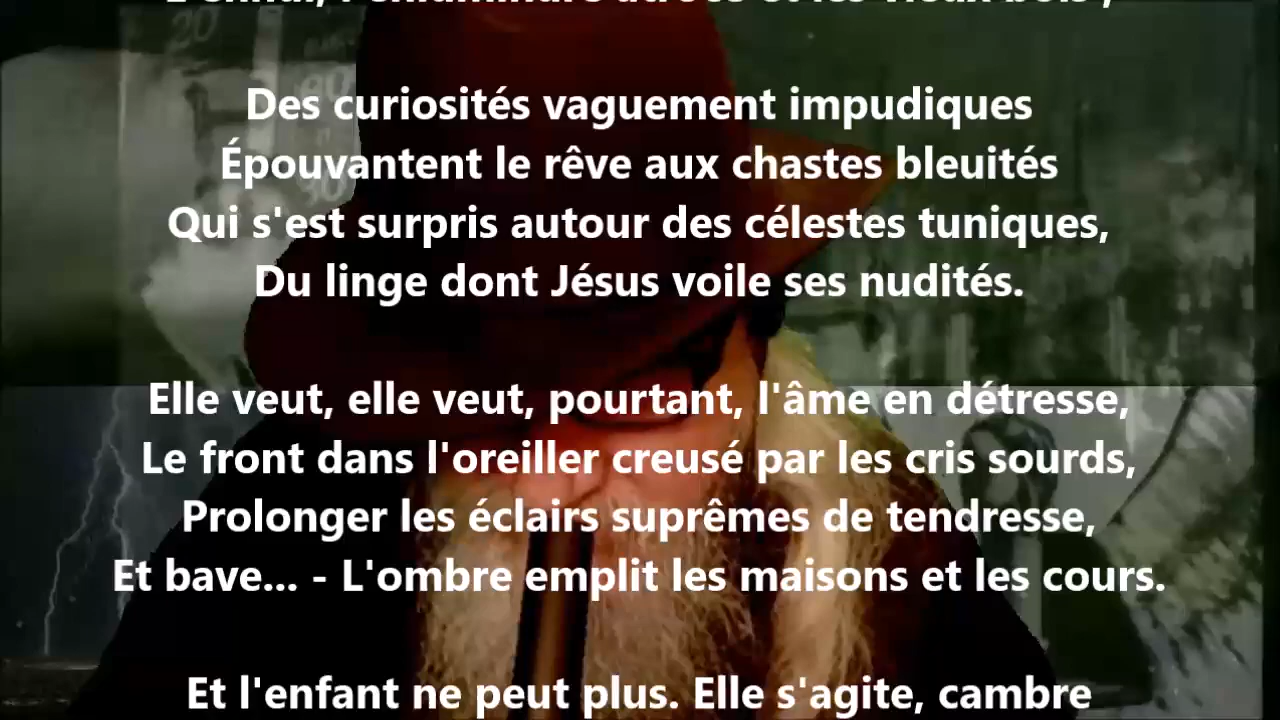 Des curiosités vaguement impudiques
Épouvantent le rêve aux chastes bleuités
Qui s'est surpris autour des célestes tuniques,
Du linge dont Jésus voile ses nudités.
Elle veut, elle veut, pourtant, l'âme en détresse,
Le front dans l'oreiller creusé par les cris sourds,
Prolonger les éclairs suprêmes de tendresse,
Et bave... - L'ombre emplit les maisons et les cours.
Et l'enfant ne peut plus. Elle s'agite, cambre